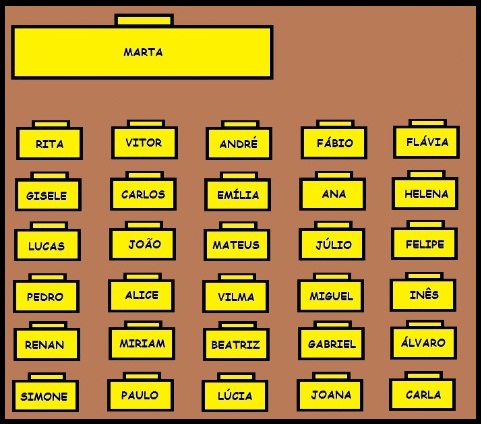 MARTA
RITA VITOR ANDRÉ FÁBIO FLÁVIA
GISELE CARLOS EMÍLIA ANA HELENA
LUCAS JOÃO MATEUS JÚLIO FELIPE
PEDRO ALICE VILMA MIGUEL INÊS
RENAN MIRIAM BEATRIZ GABRIEL ÁLVARO
SIMONE PAULO LÚCIA JOANA CARLA